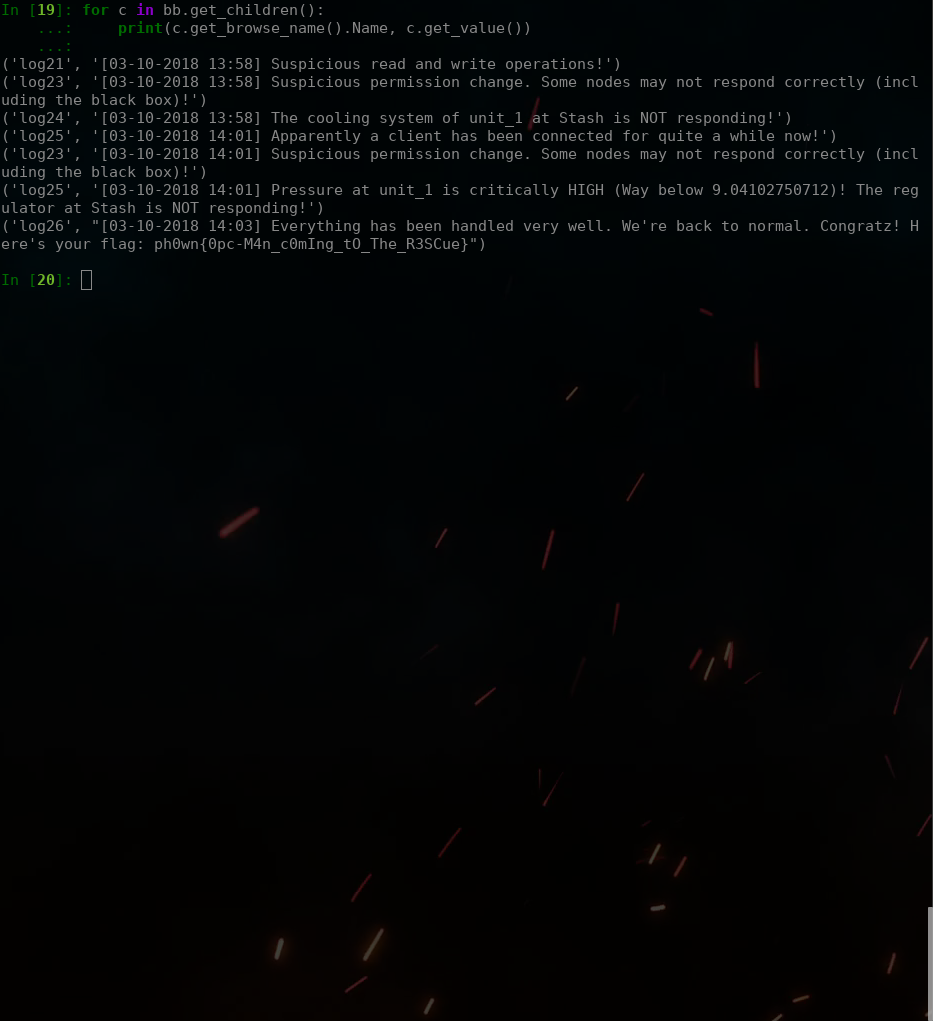 In [19]: for c in bb.get_children():
    ...:     print(c.get_browse_name().Name, c.get_value())
    ...:
('log21', '[03-10-2018 13:58] Suspicious read and write operations!')
('log23', '[03-10-2018 13:58] Suspicious permission change. Some nodes may not respond correctly (incl
uding the black box)!')
('log24', '[03-10-2018 13:58] The cooling system of unit_1 at Stash is NOT responding!')
('log25', '[03-10-2018 14:01] Apparently a client has been connected for quite a while now!')
('log23', '[03-10-2018 14:01] Suspicious permission change. Some nodes may not respond correctly (incl
uding the black box)!')
('log25', '[03-10-2018 14:01] Pressure at unit_1 is critically HIGH (Way below 9.04102750712)! The reg
ulator at Stash is NOT responding!')
('log26', "[03-10-2018 14:03] Everything has been handled very well. We're back to normal. Congratz! H
ere's your flag: ph0wn{0pc-M4n_c0mIng_tO_The_R3SCue}")
In [20]: